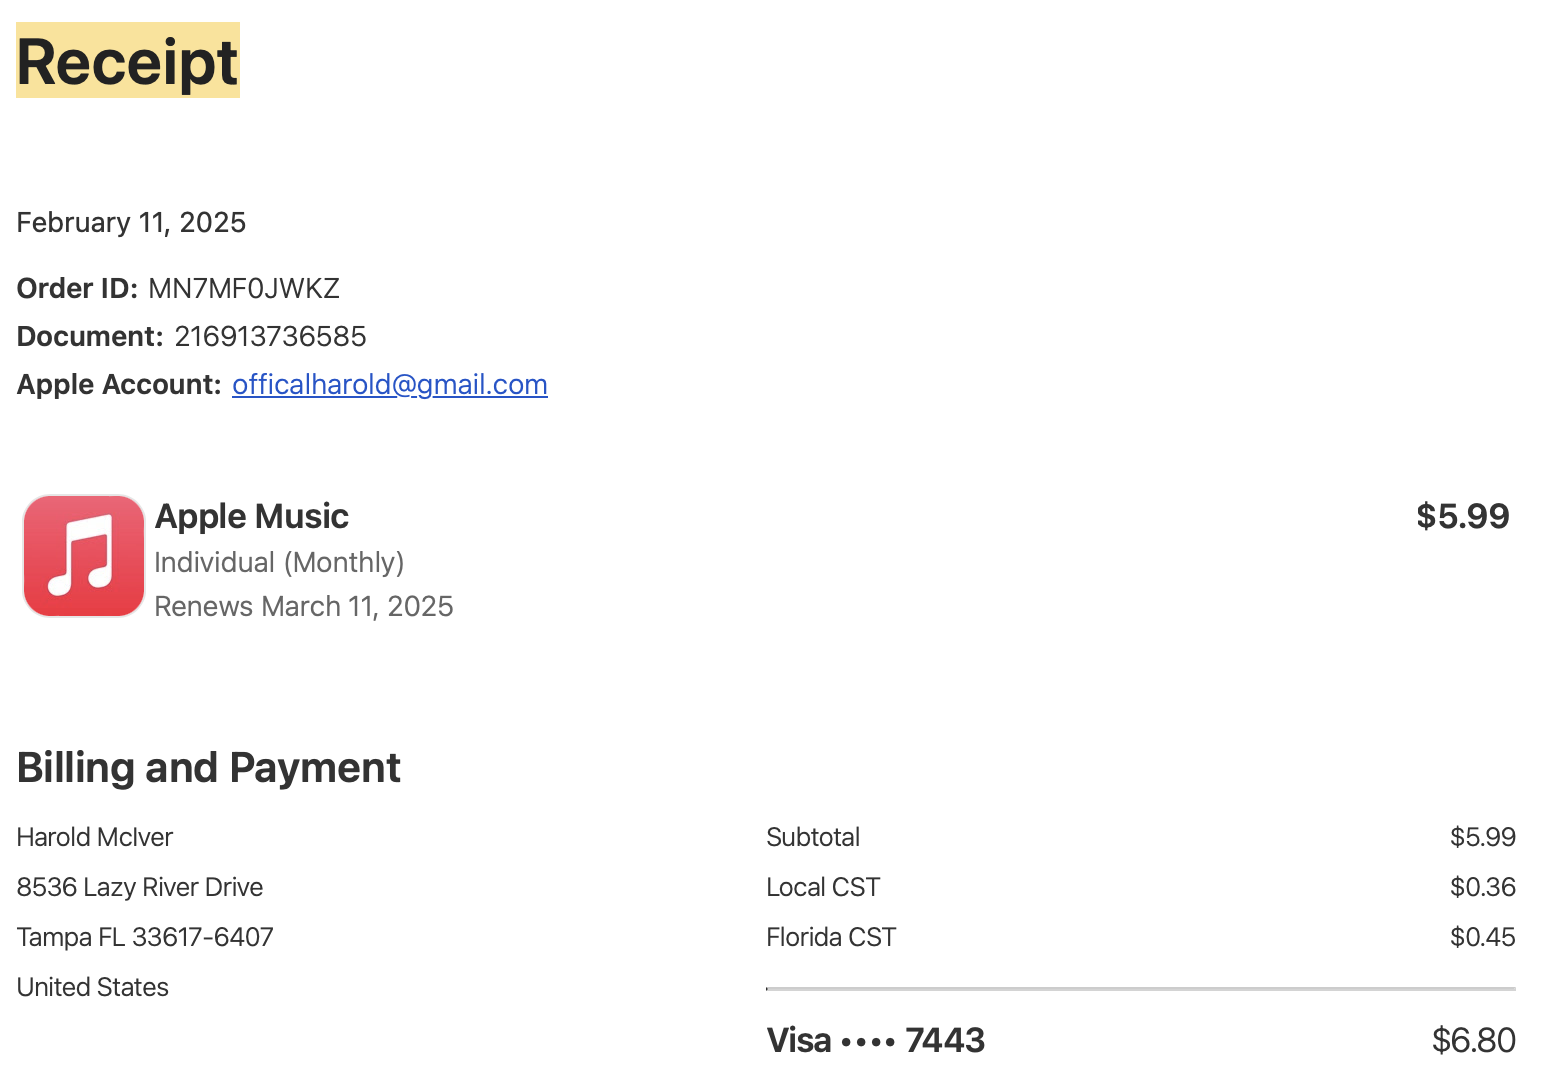 Receipt
February 11, 2025
Order ID: MN7MF0JWKZ
Document: 216913736585
Apple Account: officalharold@gmail.com
Apple Music
$5.99
Individual (Monthly)
Renews March 11, 2025
Billing and Payment
Harold McIver
8536 Lazy River Drive
Tampa FL 33617-6407
United States
Subtotal $5.99
Local CST $0.36
Florida CST $0.45
Visa •••• 7443 $6.80